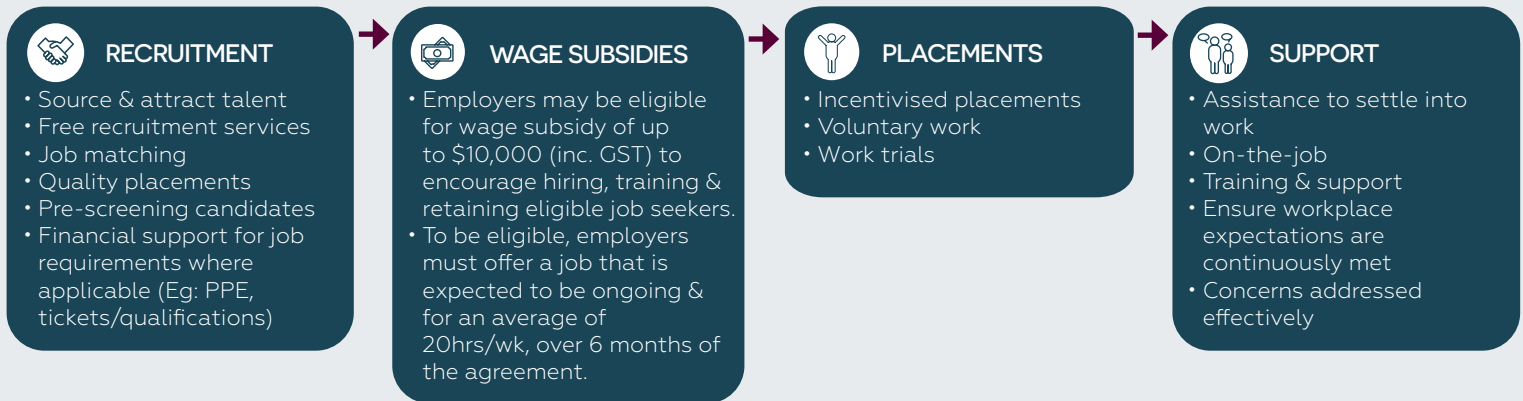 RECRUITMENT
• Source & attract talent
• Free recruitment services
• Job matching
• Quality placements
• Pre-screening candidates
• Financial support for job
requirements where
applicable (Eg: PPE,
tickets/qualifications)
WAGE SUBSIDIES
• Employers may be eligible
for wage subsidy of up
to $10,000 (inc. GST) to
encourage hiring, training &
retaining eligible job seekers.
• To be eligible, employers
must offer a job that is
expected to be ongoing &
for an average of
20hrs/wk, over 6 months of
the agreement.
PLACEMENTS
• Incentivised placements
• Voluntary work
• Work trials
SUPPORT
• Assistance to settle into
work
• On-the-job
• Training & support
• Ensure workplace
expectations are
continuously met
• Concerns addressed
effectively